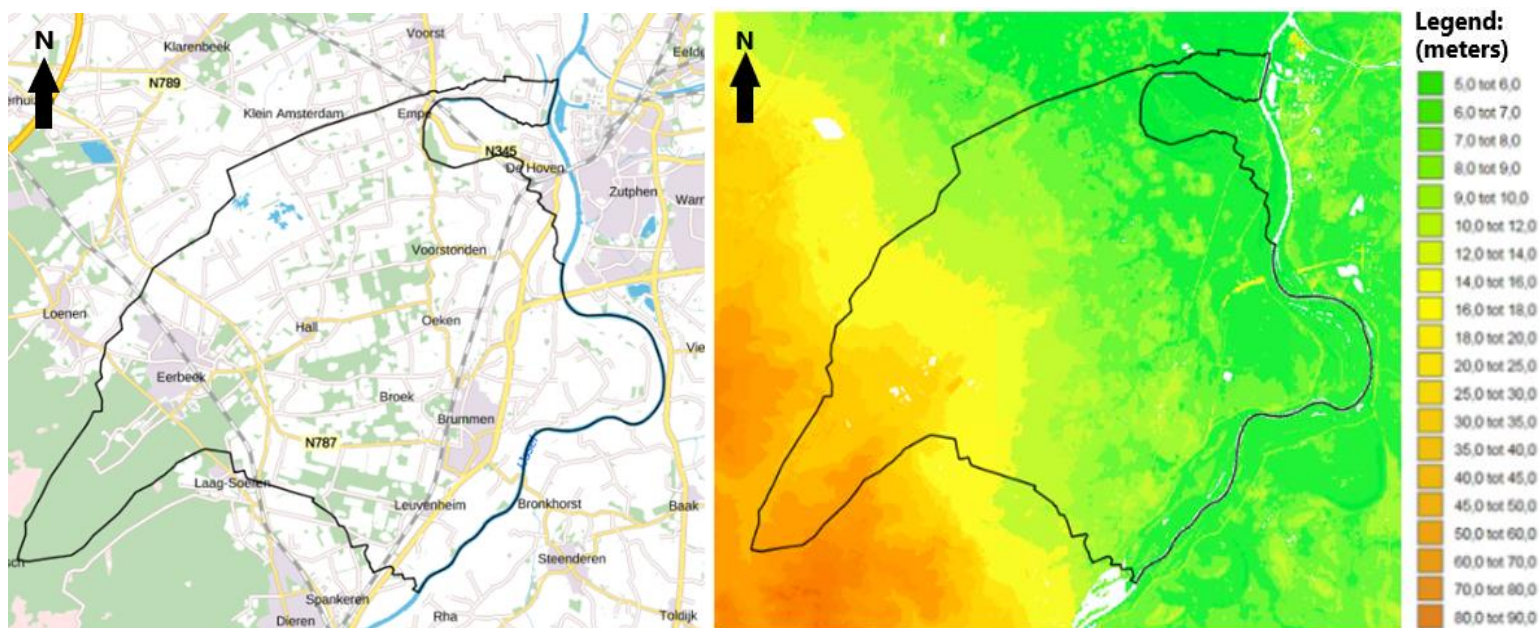 N
Klarenbeek
Voorst
Eelde
N789
Klein Amsterdam
Empe
N345
De Hoven
Zutphen
Warn
Voorstonden
Loenen
Hall
Oeken
Vie
Eerbeek
Broek
Brummen
N787
IJssel
Laag-Soeren
Leuvenheim
Bronkhorst
Baak
Steenderen
Spankeren
Dieren
Rha
Toldijk
N
Legend:
(meters)
5,0 tot 6,0
6,0 tot 7,0
7,0 tot 8,0
8,0 tot 9,0
9,0 tot 10,0
10,0 tot 12,0
12,0 tot 14,0
14,0 tot 16,0
16,0 tot 18,0
18,0 tot 20,0
20,0 tot 25,0
25,0 tot 30,0
30,0 tot 35,0
35,0 tot 40,0
40,0 tot 45,0
45,0 tot 50,0
50,0 tot 60,0
60,0 tot 70,0
70,0 tot 80,0
80,0 tot 90,0